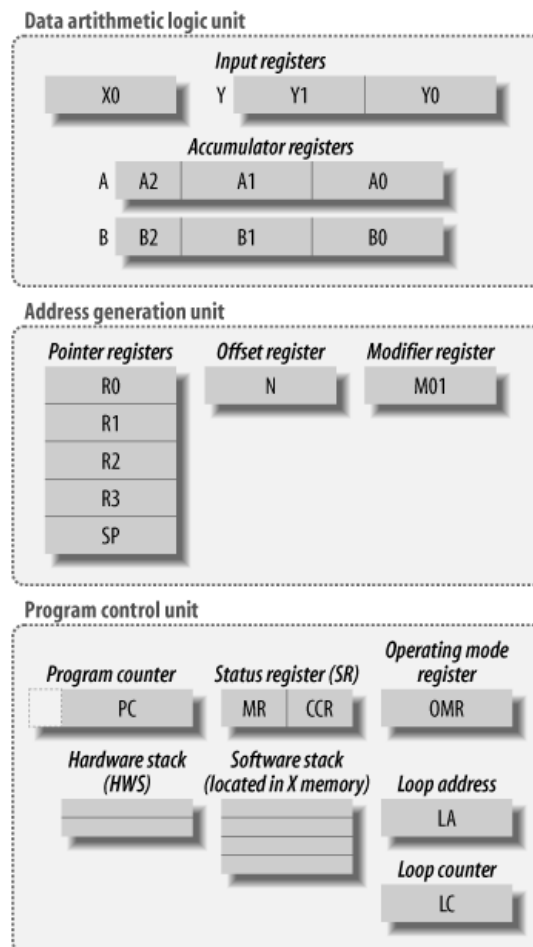 Data artithmetic logic unit
Input registers
X0 Y Y1 Y0
Accumulator registers
A A2 A1 A0
B B2 B1 B0
Address generation unit
Pointer registers Offset register Modifier register
R0 N M01
R1
R2
R3
SP
Program control unit
Operating mode
Program counter Status register (SR) register
PC MR CCR OMR
Hardware stack Software stack
(HWS) (located in X memory) Loop address
LA
Loop counter
LC